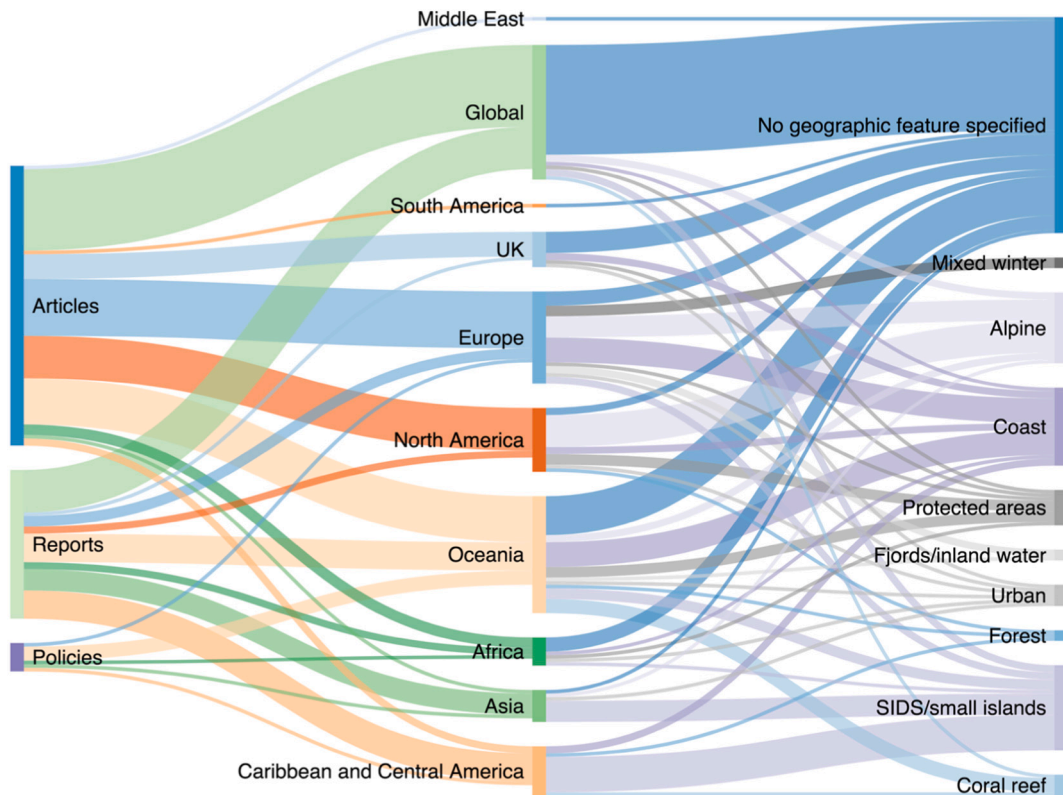 Articles
Reports
Policies
Middle East
Global
South America
UK
Europe
North America
Oceania
Africa
Asia
Caribbean and Central America
No geographic feature specified
Mixed winter
Alpine
Coast
Protected areas
Fjords/inland water
Urban
Forest
SIDS/small islands
Coral reef